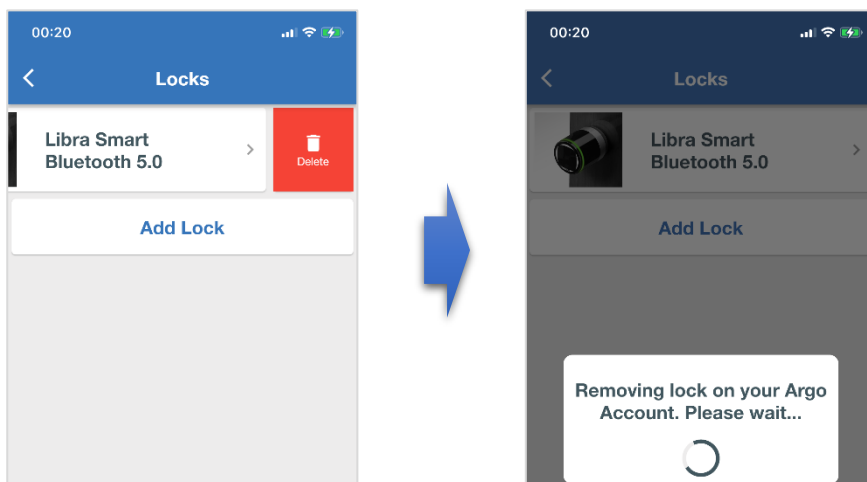 00:20
Locks
Libra Smart
Bluetooth 5.0
Delete
Add Lock
00:20
Locks
Libra Smart
Bluetooth 5.0
Add Lock
Removing lock on your Argo
Account. Please wait...